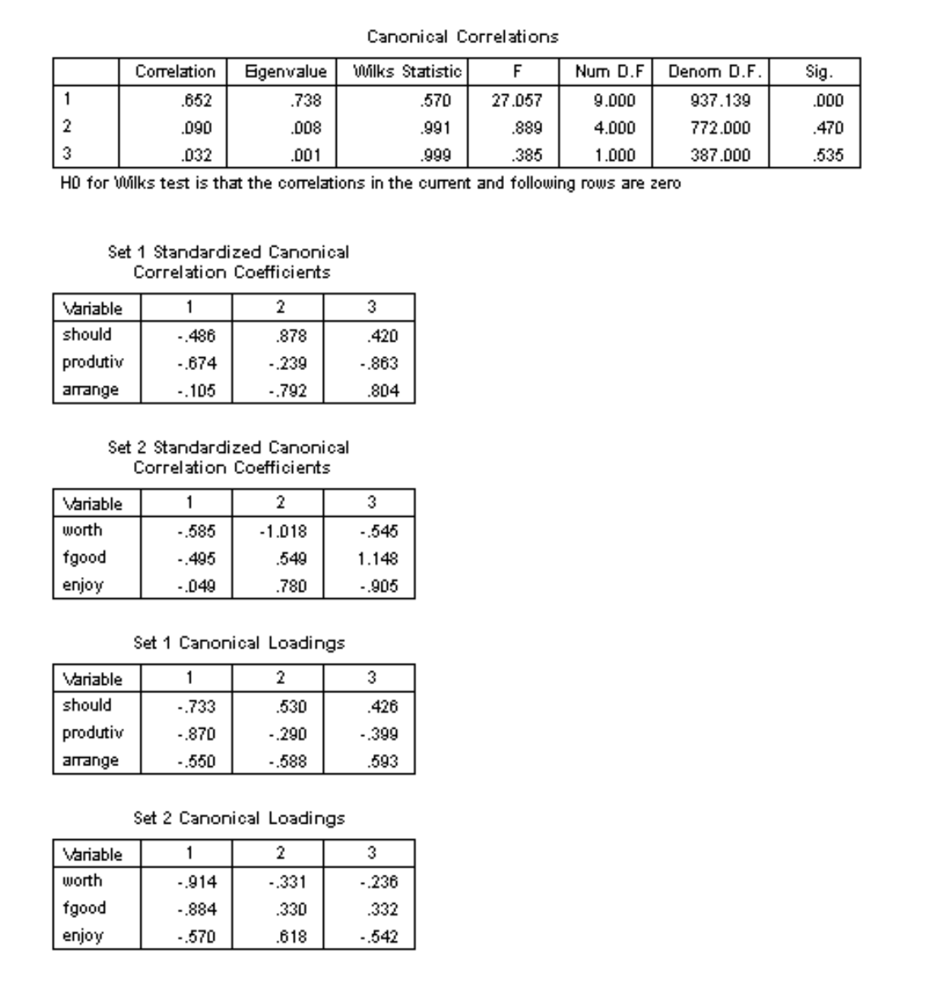 Canonical Correlations
Correlation Eigenvalue Wilks Statistic F Num D.F Denom D.F. Sig.
1 .652 .738 .570 27.057 9.000 937.139 .000
2 .090 .008 .991 .889 4.000 772.000 .470
3 .032 .001 .999 .385 1.000 387.000 .535
H0 for Wilks test is that the correlations in the current and following rows are zero
Set 1 Standardized Canonical
Correlation Coefficients
Variable 1 2 3
should -.486 .878 .420
produtiv -.674 -.239 -.863
arrange -.105 -.792 .804
Set 2 Standardized Canonical
Correlation Coefficients
Variable 1 2 3
worth -.585 -1.018 -.545
fgood -.495 .549 1.148
enjoy -.049 .780 -.905
Set 1 Canonical Loadings
Variable 1 2 3
should -.733 .530 .426
produtiv -.870 -.290 -.399
arrange -.550 -.588 .593
Set 2 Canonical Loadings
Variable 1 2 3
worth -.914 -.331 -.236
fgood -.884 .330 .332
enjoy -.570 .618 -.542